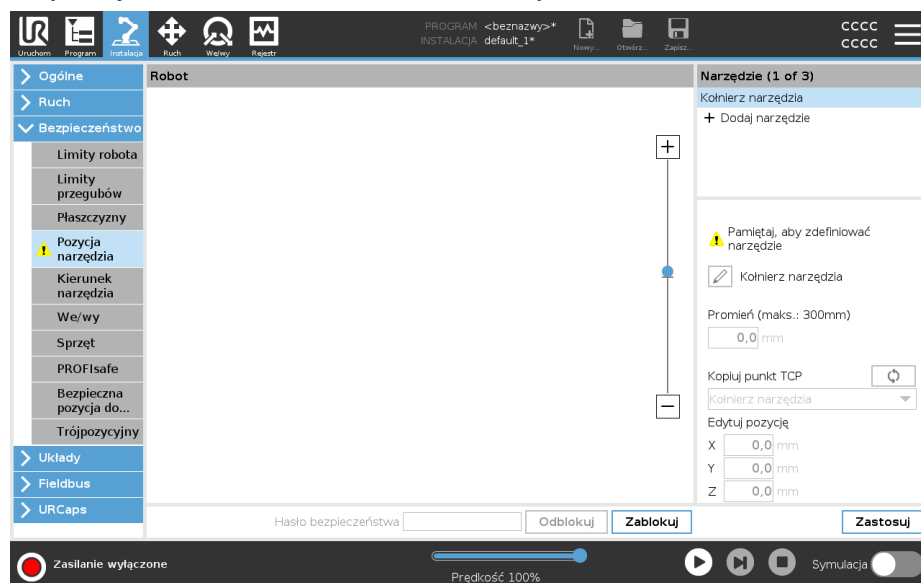 PROGRAM <beznazwy>*
INSTALACJA default_1*
cccc
cccc
UR
Uruchom Program Instalacja Ruch We/wy Rejestr Nowy... Otwórz... Zapisz...
Ogólne
Ruch
Bezpieczeństwo
Limity robota
Limity
przegubów
Płaszczyzny
Pozycja
narzędzia
Kierunek
narzędzia
We/wy
Sprzęt
PROFIsafe
Bezpieczna
pozycja do...
Trójpozycyjny
Układy
Fieldbus
URCaps
Robot
Narzędzie (1 of 3)
Kołnierz narzędzia
+ Dodaj narzędzie
Pamiętaj, aby zdefiniować
narzędzie
Kołnierz narzędzia
Promień (maks.: 300mm)
0,0 mm
Kopiuj punkt TCP
Kołnierz narzędzia
Edytuj pozycję
X 0,0 mm
Y 0,0 mm
Z 0,0 mm
Hasło bezpieczeństwa Odblokuj Zablokuj Zastosuj
Zasilanie wyłączone
Prędkość 100%
Symulacja